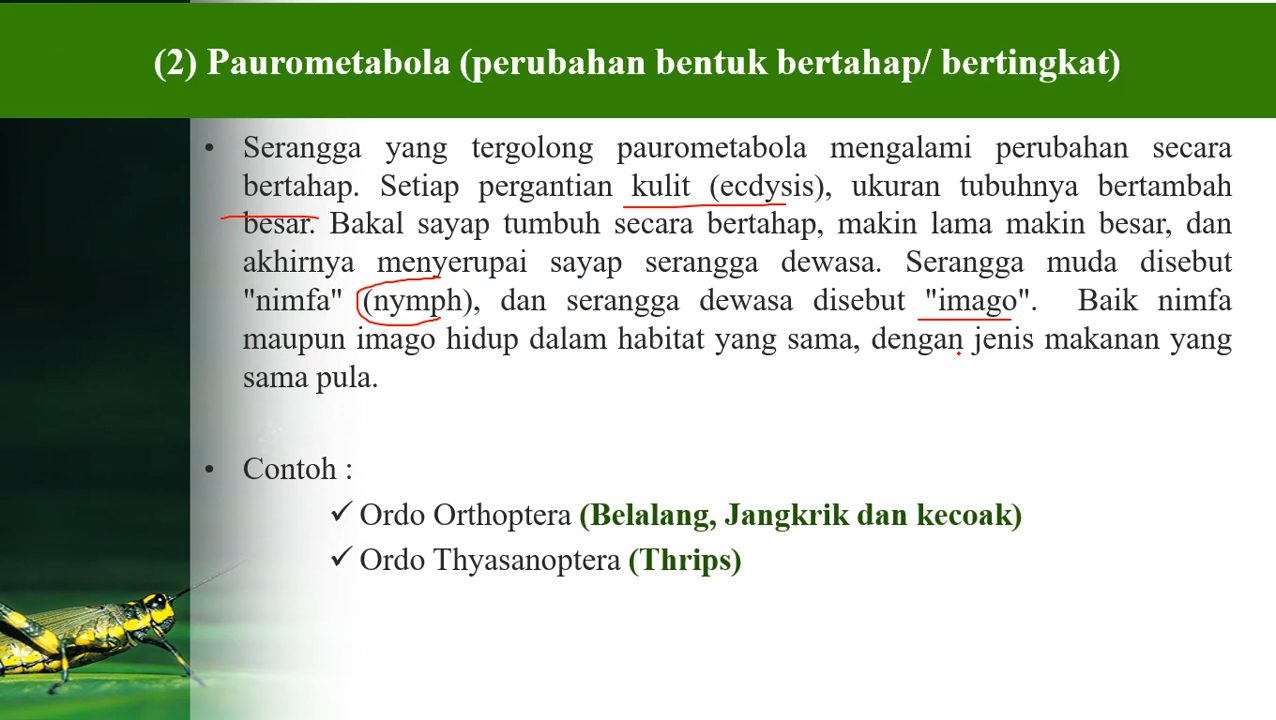 (2) Paurometabola (perubahan bentuk bertahap/ bertingkat)
• Serangga yang tergolong paurometabola mengalami perubahan secara
bertahap. Setiap pergantian kulit (ecdysis), ukuran tubuhnya bertambah
besar. Bakal sayap tumbuh secara bertahap, makin lama makin besar, dan
akhirnya menyerupai sayap serangga dewasa. Serangga muda disebut
"nimfa" (nymph), dan serangga dewasa disebut "imago". Baik nimfa
maupun imago hidup dalam habitat yang sama, dengan jenis makanan yang
sama pula.
• Contoh :
✓ Ordo Orthoptera (Belalang, Jangkrik dan kecoak)
✓ Ordo Thyasanoptera (Thrips)